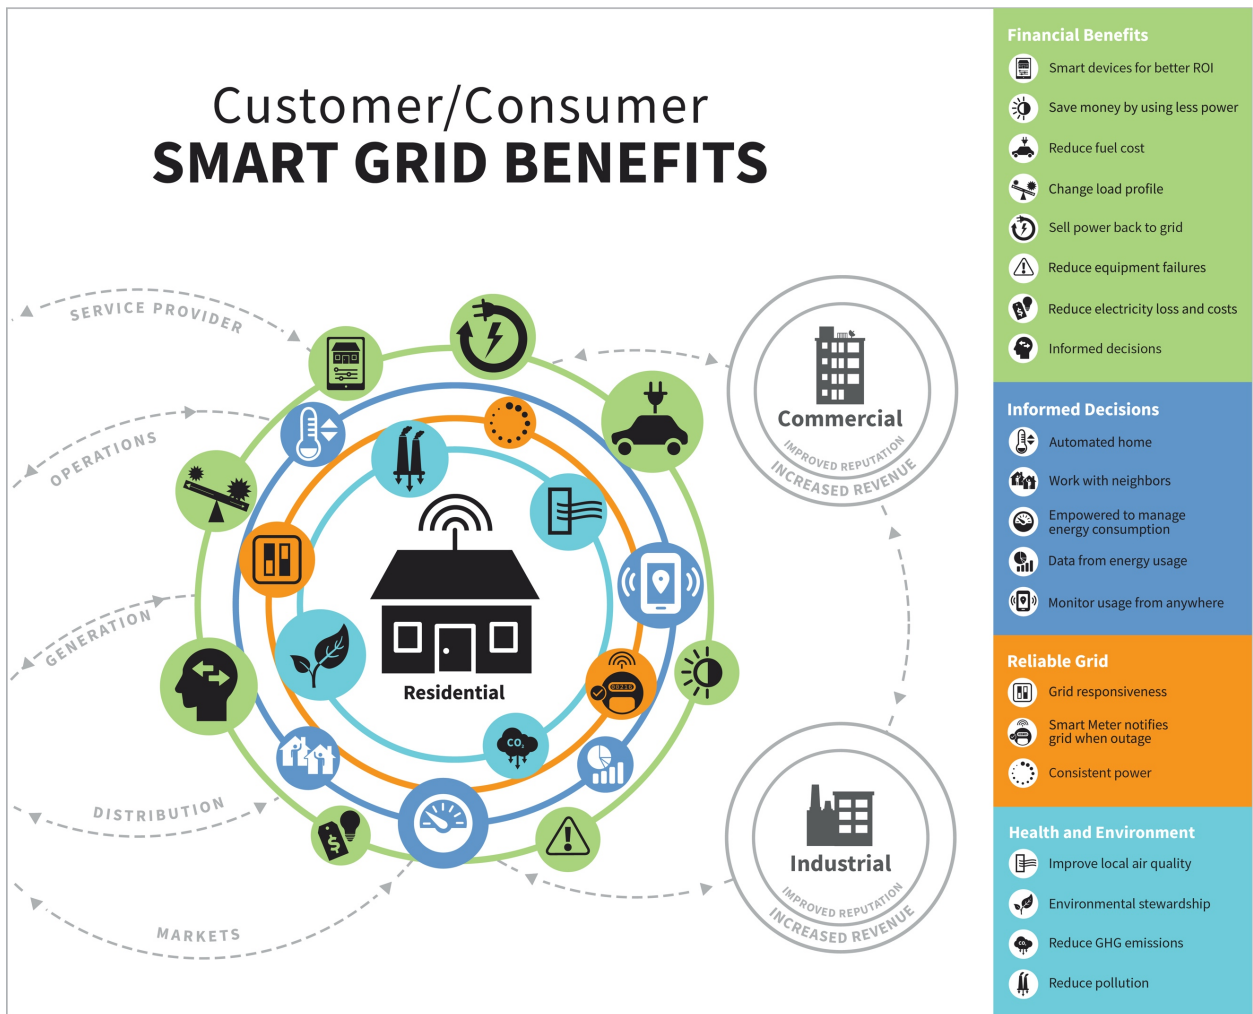 Customer/Consumer
SMART GRID BENEFITS
SERVICE PROVIDER
OPERATIONS
GENERATION
DISTRIBUTION
MARKETS
Residential
00210
CO₂
$
Commercial
IMPROVED REPUTATION
INCREASED REVENUE
Industrial
IMPROVED REPUTATION
INCREASED REVENUE
Financial Benefits
Smart devices for better ROI
Save money by using less power
Reduce fuel cost
Change load profile
Sell power back to grid
Reduce equipment failures
$
Reduce electricity loss and costs
Informed decisions
Informed Decisions
Automated home
Work with neighbors
Empowered to manage
energy consumption
Data from energy usage
Monitor usage from anywhere
Reliable Grid
Grid responsiveness
Smart Meter notifies
grid when outage
Consistent power
Health and Environment
Improve local air quality
Environmental stewardship
CO₂
Reduce GHG emissions
Reduce pollution